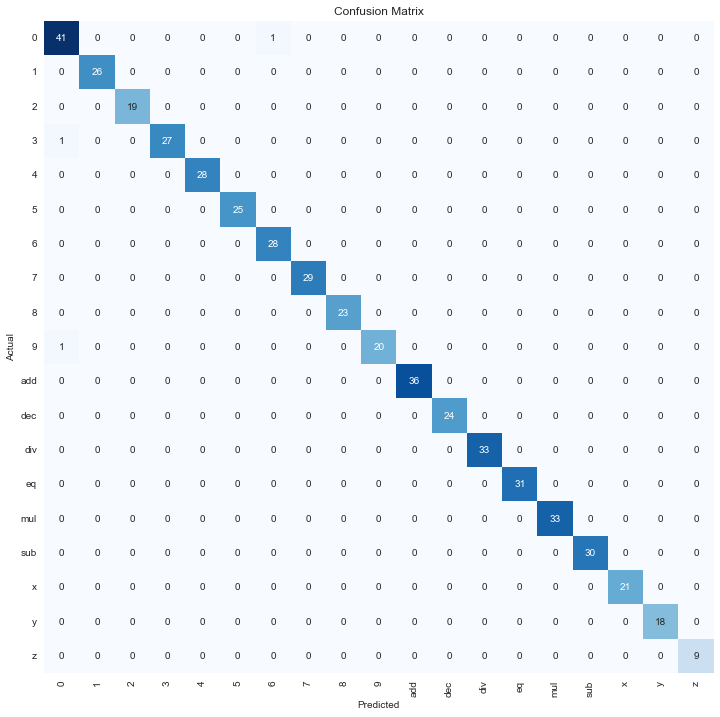 Confusion Matrix
0 41 0 0 0 0 0 1 0 0 0 0 0 0 0 0 0 0 0 0
1 0 26 0 0 0 0 0 0 0 0 0 0 0 0 0 0 0 0 0
2 0 0 19 0 0 0 0 0 0 0 0 0 0 0 0 0 0 0 0
3 1 0 0 27 0 0 0 0 0 0 0 0 0 0 0 0 0 0 0
4 0 0 0 0 28 0 0 0 0 0 0 0 0 0 0 0 0 0 0
5 0 0 0 0 0 25 0 0 0 0 0 0 0 0 0 0 0 0 0
6 0 0 0 0 0 0 28 0 0 0 0 0 0 0 0 0 0 0 0
7 0 0 0 0 0 0 0 29 0 0 0 0 0 0 0 0 0 0 0
8 0 0 0 0 0 0 0 0 23 0 0 0 0 0 0 0 0 0 0
Actual
9 1 0 0 0 0 0 0 0 0 20 0 0 0 0 0 0 0 0 0
add 0 0 0 0 0 0 0 0 0 0 36 0 0 0 0 0 0 0 0
dec 0 0 0 0 0 0 0 0 0 0 0 24 0 0 0 0 0 0 0
div 0 0 0 0 0 0 0 0 0 0 0 0 33 0 0 0 0 0 0
eq 0 0 0 0 0 0 0 0 0 0 0 0 0 31 0 0 0 0 0
mul 0 0 0 0 0 0 0 0 0 0 0 0 0 0 33 0 0 0 0
sub 0 0 0 0 0 0 0 0 0 0 0 0 0 0 0 30 0 0 0
x 0 0 0 0 0 0 0 0 0 0 0 0 0 0 0 0 21 0 0
y 0 0 0 0 0 0 0 0 0 0 0 0 0 0 0 0 0 18 0
z 0 0 0 0 0 0 0 0 0 0 0 0 0 0 0 0 0 0 9
0 1 2 3 4 5 6 7 8 9 add dec div eq mul sub x y z
Predicted